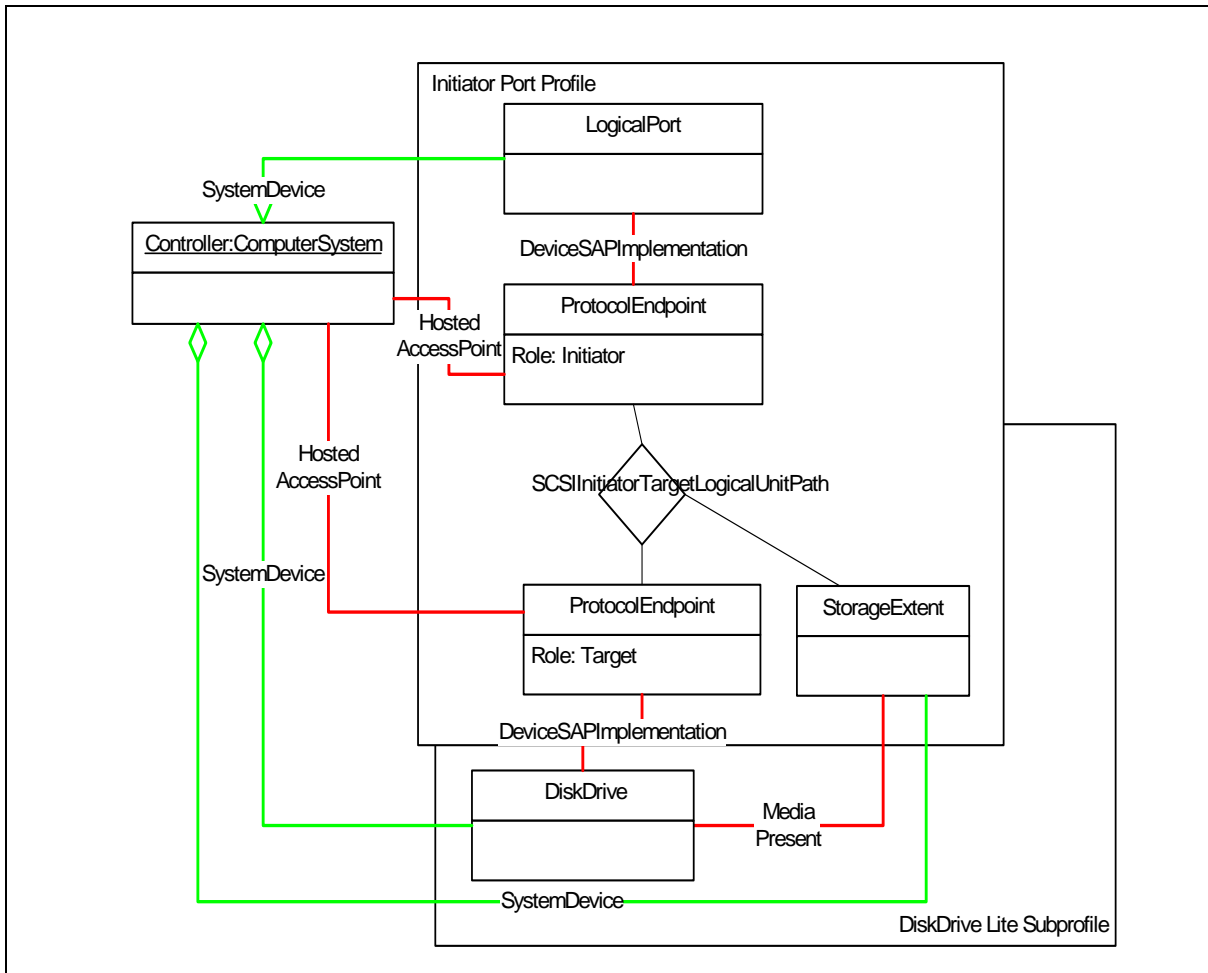 Initiator Port Profile
LogicalPort
SystemDevice
Controller:ComputerSystem
DeviceSAPImplementation
ProtocolEndpoint
Hosted
AccessPoint
Role: Initiator
Hosted
AccessPoint
SCSIInitiatorTargetLogicalUnitPath
SystemDevice
ProtocolEndpoint
StorageExtent
Role: Target
DeviceSAPImplementation
DiskDrive
Media
Present
SystemDevice
DiskDrive Lite Subprofile